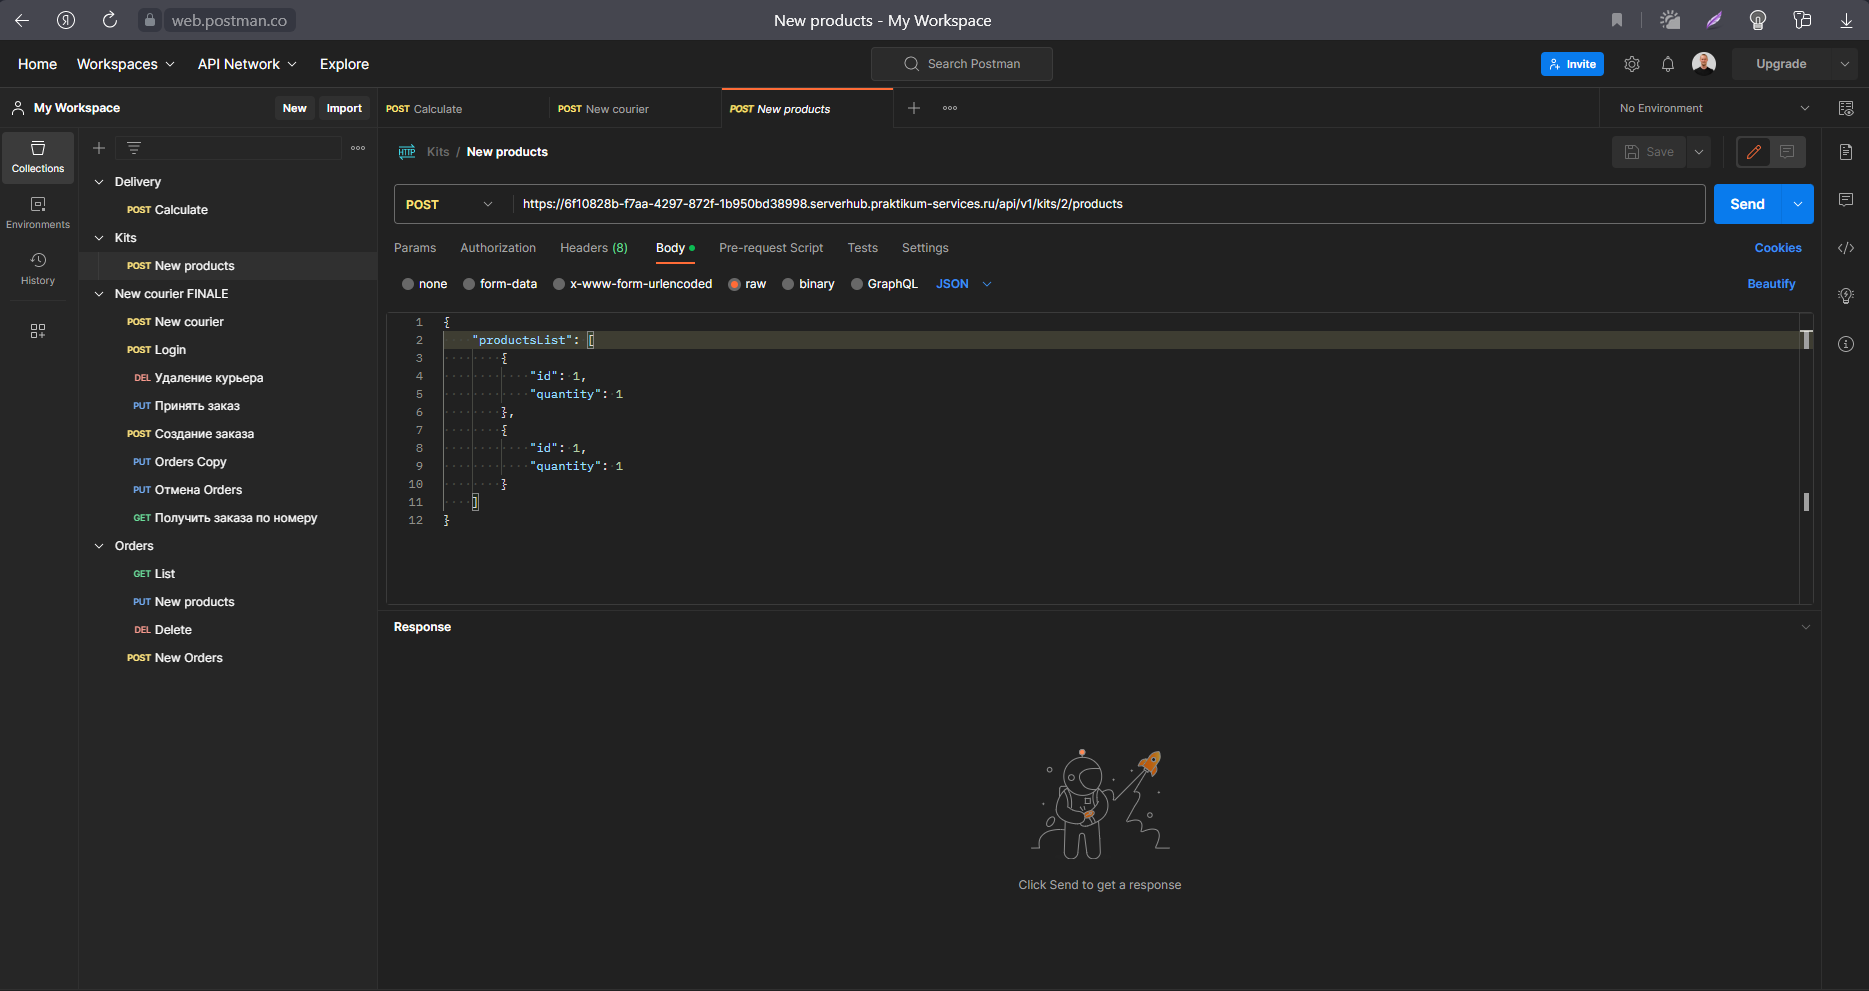 web.postman.co
New products - My Workspace
Home Workspaces API Network Explore
Search Postman
Invite
Upgrade
My Workspace
New Import
POST Calculate
POST New courier
POST New products
No Environment
Collections
Environments
History
Delivery
POST Calculate
Kits
POST New products
New courier FINALE
POST New courier
POST Login
DEL Удаление курьера
PUT Принять заказ
POST Создание заказа
PUT Orders Copy
PUT Отмена Orders
GET Получить заказа по номеру
Orders
GET List
PUT New products
DEL Delete
POST New Orders
HTTP Kits / New products
Save
POST https://6f10828b-f7aa-4297-872f-1b950bd38998.serverhub.praktikum-services.ru/api/v1/kits/2/products
Send
Params Authorization Headers (8) Body Pre-request Script Tests Settings
Cookies
none form-data x-www-form-urlencoded raw binary GraphQL JSON
Beautify
1 {
2 "productsList": [
3 {
4 "id": 1,
5 "quantity": 1
6 },
7 {
8 "id": 1,
9 "quantity": 1
10 }
11 ]
12 }
Response
Click Send to get a response